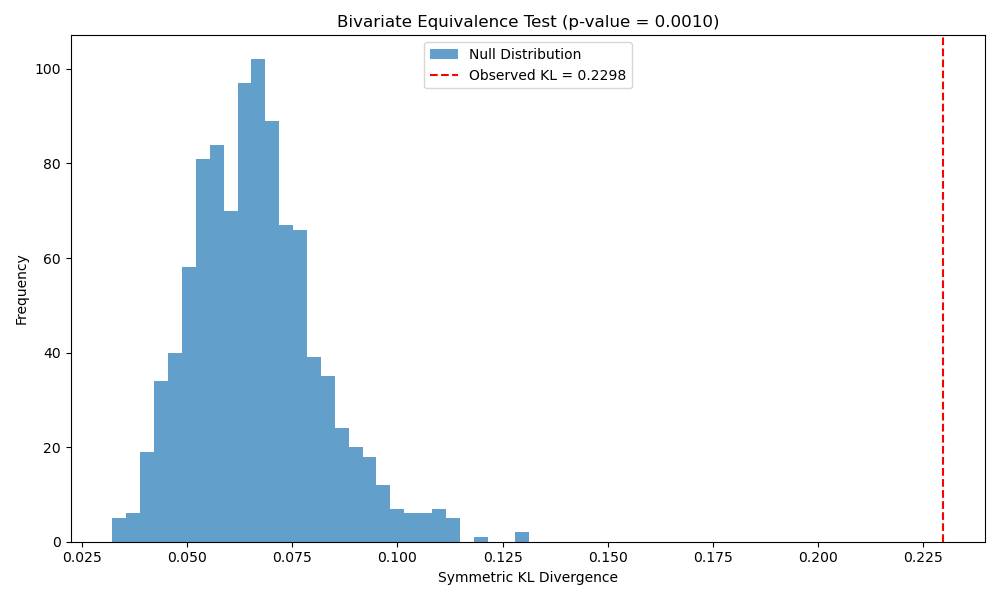 Bivariate Equivalence Test (p-value = 0.0010)
Null Distribution
Observed KL = 0.2298
Frequency
100
80
60
40
20
0
0.025 0.050 0.075 0.100 0.125 0.150 0.175 0.200 0.225
Symmetric KL Divergence